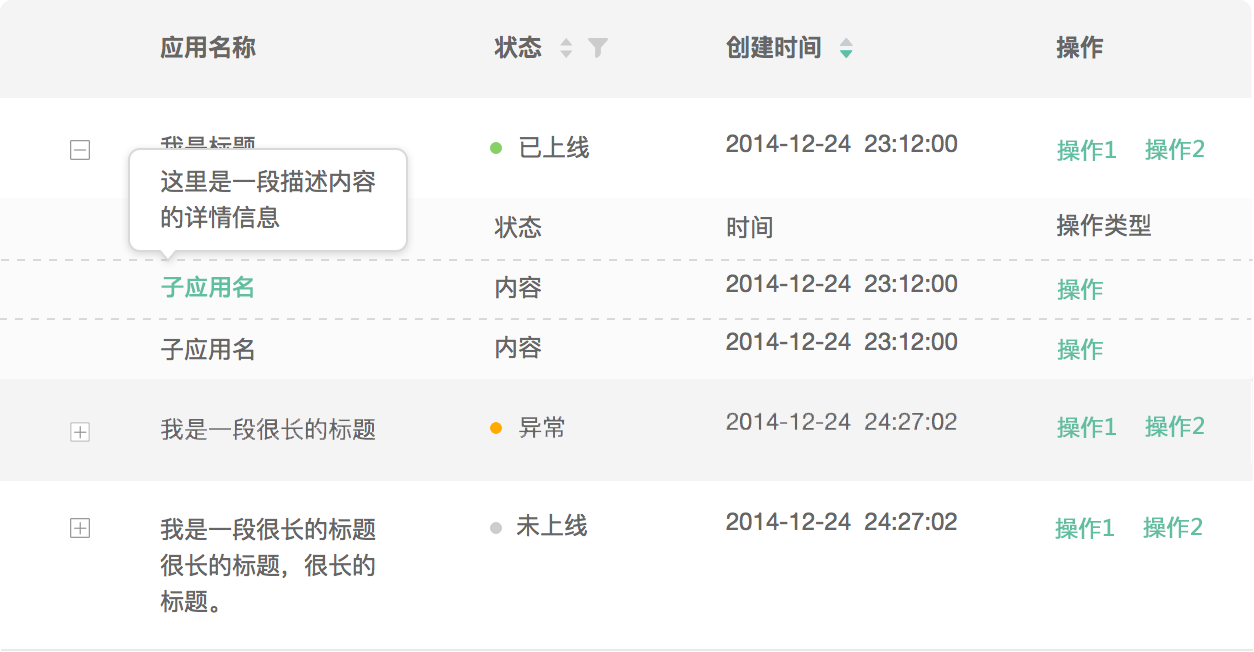 应用名称 状态 创建时间 操作
我是标题 已上线 2014-12-24 23:12:00 操作1 操作2
这里是一段描述内容
的详情信息
状态 时间 操作类型
子应用名 内容 2014-12-24 23:12:00 操作
子应用名 内容 2014-12-24 23:12:00 操作
我是一段很长的标题 异常 2014-12-24 24:27:02 操作1 操作2
我是一段很长的标题 未上线 2014-12-24 24:27:02 操作1 操作2
很长的标题，很长的
标题。